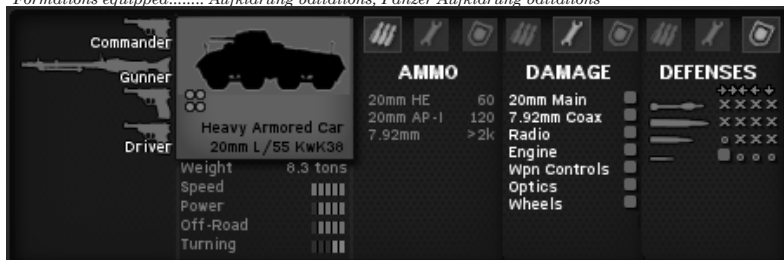 Formations equipped........ Aufklärung battalions, Panzer Aufklärung battalions
Commander
Gunner
Driver
Heavy Armored Car
20mm L/55 KwK38
Weight 8.3 tons
Speed
Power
Off-Road
Turning
AMMO
20mm HE 60
20mm AP-I 120
7.92mm >2k
DAMAGE
20mm Main
7.92mm Coax
Radio
Engine
Wpn Controls
Optics
Wheels
DEFENSES